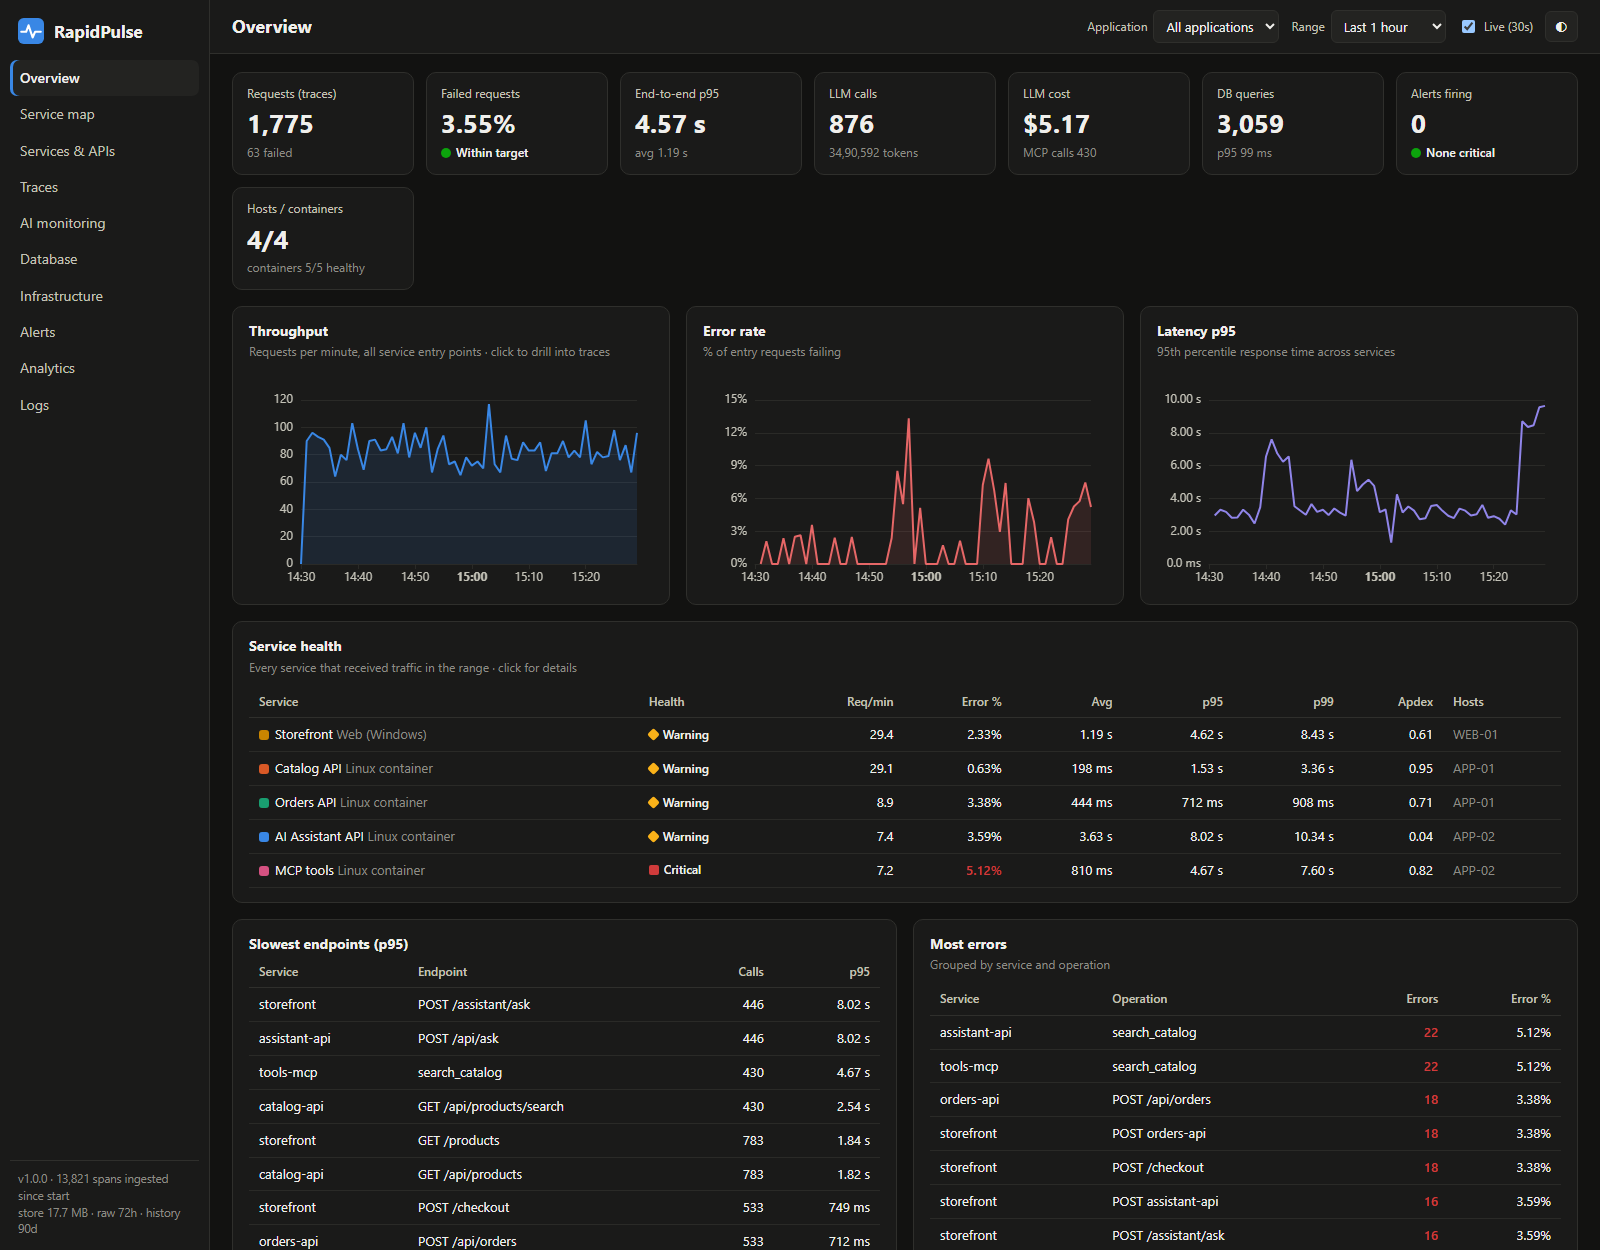 RapidPulse
Overview
Service map
Services & APIs
Traces
AI monitoring
Database
Infrastructure
Alerts
Analytics
Logs
v1.0.0 · 13,821 spans ingested
since start
store 17.7 MB · raw 72h · history
90d
Overview
Application All applications Range Last 1 hour Live (30s)
Requests (traces)
1,775
63 failed
Failed requests
3.55%
Within target
End-to-end p95
4.57 s
avg 1.19 s
LLM calls
876
34,90,592 tokens
LLM cost
$5.17
MCP calls 430
DB queries
3,059
p95 99 ms
Alerts firing
0
None critical
Hosts / containers
4/4
containers 5/5 healthy
Throughput
Requests per minute, all service entry points · click to drill into traces
120
100
80
60
40
20
0
14:30 14:40 14:50 15:00 15:10 15:20
Error rate
% of entry requests failing
15%
12%
9%
6%
3%
0%
14:30 14:40 14:50 15:00 15:10 15:20
Latency p95
95th percentile response time across services
10.00 s
8.00 s
6.00 s
4.00 s
2.00 s
0.0 ms
14:30 14:40 14:50 15:00 15:10 15:20
Service health
Every service that received traffic in the range · click for details
Service Health Req/min Error % Avg p95 p99 Apdex Hosts
Storefront Web (Windows) Warning 29.4 2.33% 1.19 s 4.62 s 8.43 s 0.61 WEB-01
Catalog API Linux container Warning 29.1 0.63% 198 ms 1.53 s 3.36 s 0.95 APP-01
Orders API Linux container Warning 8.9 3.38% 444 ms 712 ms 908 ms 0.71 APP-01
AI Assistant API Linux container Warning 7.4 3.59% 3.63 s 8.02 s 10.34 s 0.04 APP-02
MCP tools Linux container Critical 7.2 5.12% 810 ms 4.67 s 7.60 s 0.82 APP-02
Slowest endpoints (p95)
Service Endpoint Calls p95
storefront POST /assistant/ask 446 8.02 s
assistant-api POST /api/ask 446 8.02 s
tools-mcp search_catalog 430 4.67 s
catalog-api GET /api/products/search 430 2.54 s
storefront GET /products 783 1.84 s
catalog-api GET /api/products 783 1.82 s
storefront POST /checkout 533 749 ms
orders-api POST /api/orders 533 712 ms
Most errors
Grouped by service and operation
Service Operation Errors Error %
assistant-api search_catalog 22 5.12%
tools-mcp search_catalog 22 5.12%
orders-api POST /api/orders 18 3.38%
storefront POST orders-api 18 3.38%
storefront POST /checkout 18 3.38%
storefront POST assistant-api 16 3.59%
storefront POST /assistant/ask 16 3.59%